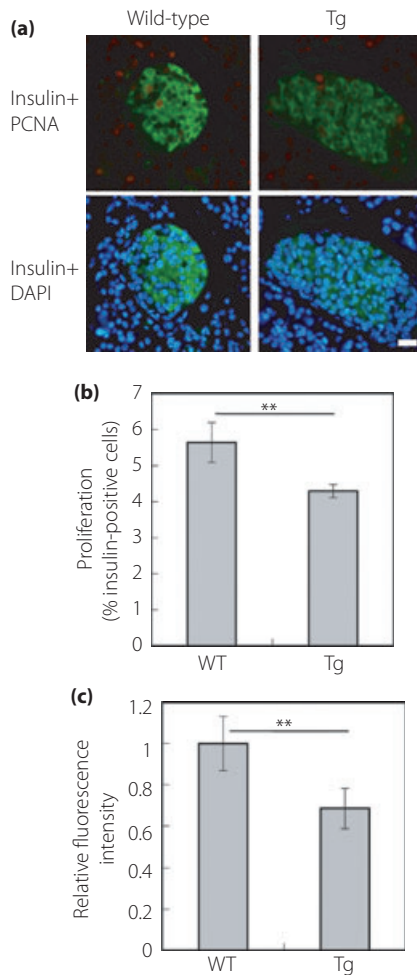 Wild-type Tg
(a)
Insulin+
PCNA
Insulin+
DAPI
(b)
Proliferation
(% insulin-positive cells)
7
6
5
4
3
2
1
0
**
WT Tg
(c)
Relative fluorescence
intensity
1.2
1
0.8
0.6
0.4
0.2
0
**
WT Tg